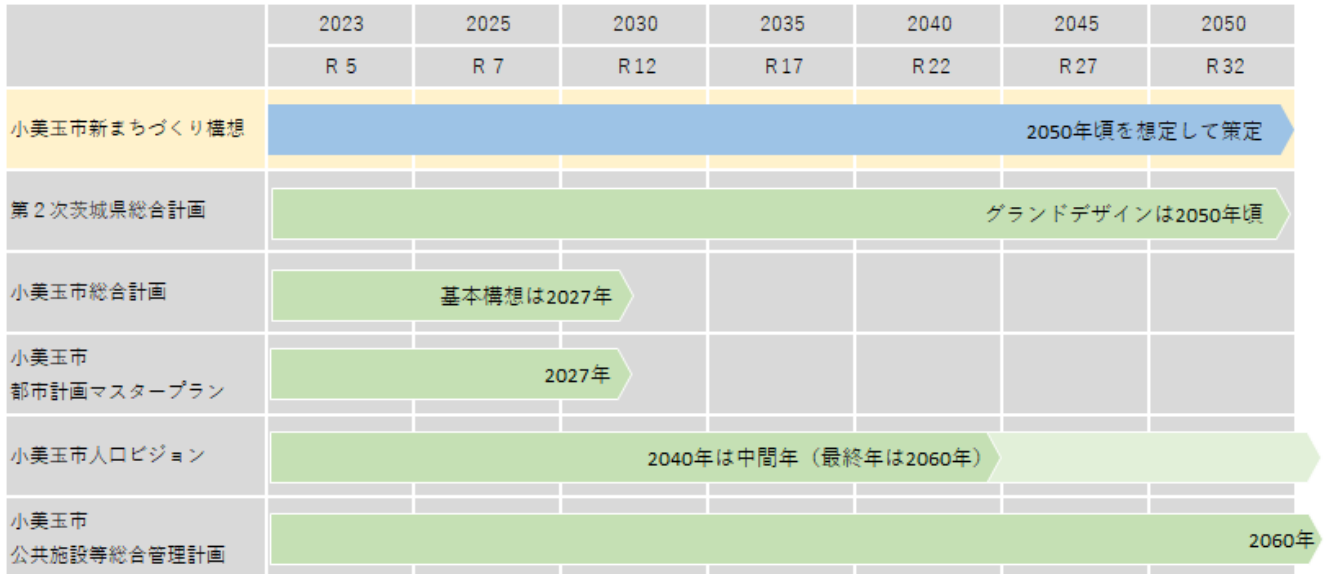 2023 2025 2030 2035 2040 2045 2050
R５ R７ R12 R17 R22 R27 R32
小美玉市新まちづくり構想 2050年頃を想定して策定
第２次茨城県総合計画 グランドデザインは2050年頃
小美玉市総合計画 基本構想は2027年
小美玉市
都市計画マスタープラン 2027年
小美玉市人口ビジョン 2040年は中間年（最終年は2060年）
小美玉市
公共施設等総合管理計画 2060年